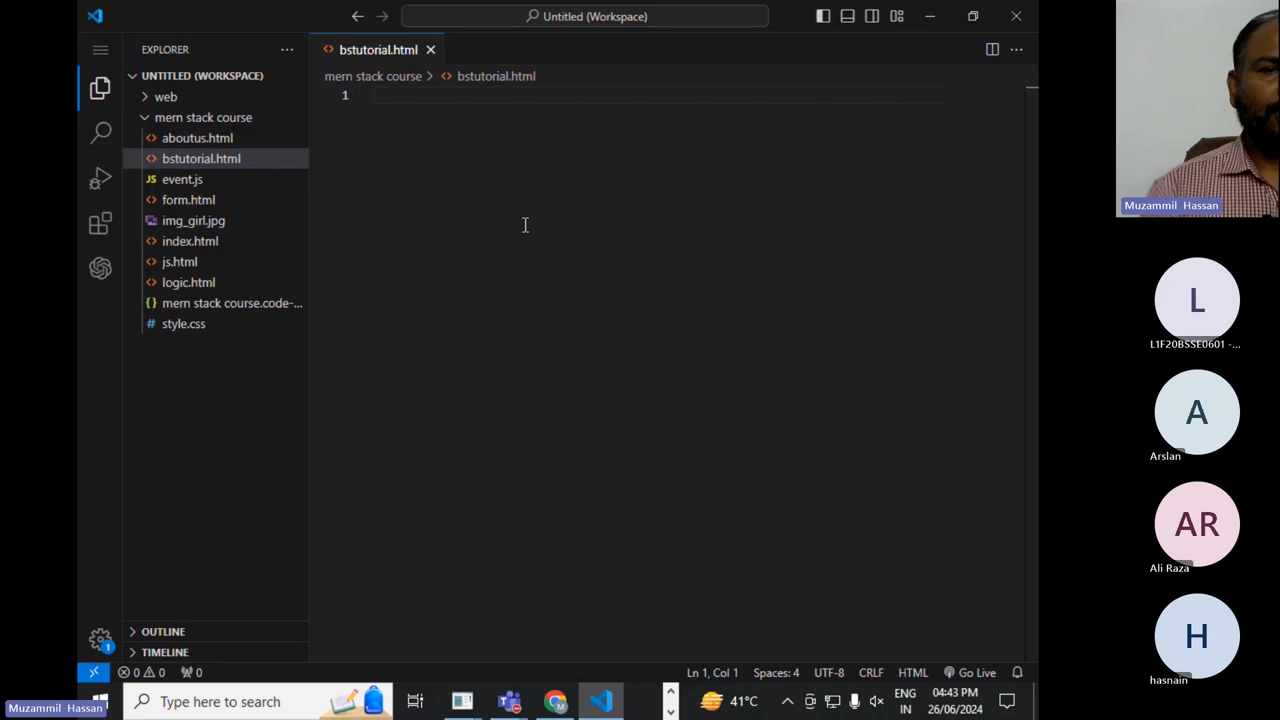 Untitled (Workspace)
EXPLORER
bstutorial.html
UNTITLED (WORKSPACE)
mern stack course
bstutorial.html
web
1
mern stack course
aboutus.html
bstutorial.html
JS
event.js
form.html
img_girl.jpg
index.html
js.html
logic.html
{} mern stack course.code-...
# style.css
OUTLINE
TIMELINE
1
0
0
0
Ln 1, Col 1
Spaces: 4
UTF-8
CRLF
HTML
Go Live
Muzammil Hassan
Type here to search
41°C
ENG
IN
04:43 PM
26/06/2024
Muzammil Hassan
L
L1F20BSSE0601 -...
A
Arslan
AR
Ali Raza
H
hasnain